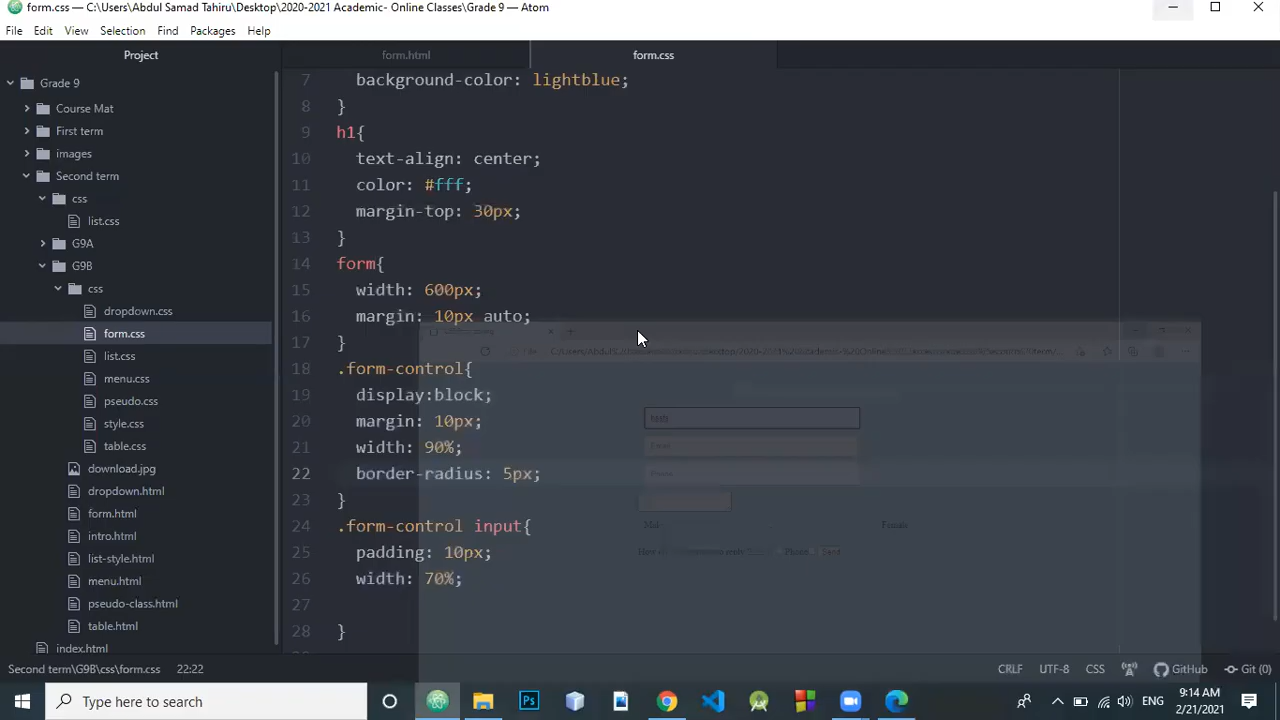 form.css — C:\Users\Abdul Samad Tahiru\Desktop\2020-2021 Academic- Online Classes\Grade 9 — Atom
File Edit View Selection Find Packages Help
Project
form.html
form.css
Grade 9
Course Mat
First term
images
Second term
css
list.css
G9A
G9B
css
dropdown.css
form.css
list.css
menu.css
pseudo.css
style.css
table.css
download.jpg
dropdown.html
form.html
intro.html
list-style.html
menu.html
pseudo-class.html
table.html
index.html
7 background-color: lightblue;
8 }
9 h1{
10 text-align: center;
11 color: #fff;
12 margin-top: 30px;
13 }
14 form{
15 width: 600px;
16 margin: 10px auto;
17 }
18 .form-control{
19 display:block;
20 margin: 10px;
21 width: 90%;
22 border-radius: 5px;
23 }
24 .form-control input{
25 padding: 10px;
26 width: 70%;
27
28 }
Email
Male
Female
Photo
Send
Second term\G9B\css\form.css 22:22
CRLF UTF-8 CSS GitHub Git (0)
Type here to search
Ps
ENG
9:14 AM
2/21/2021